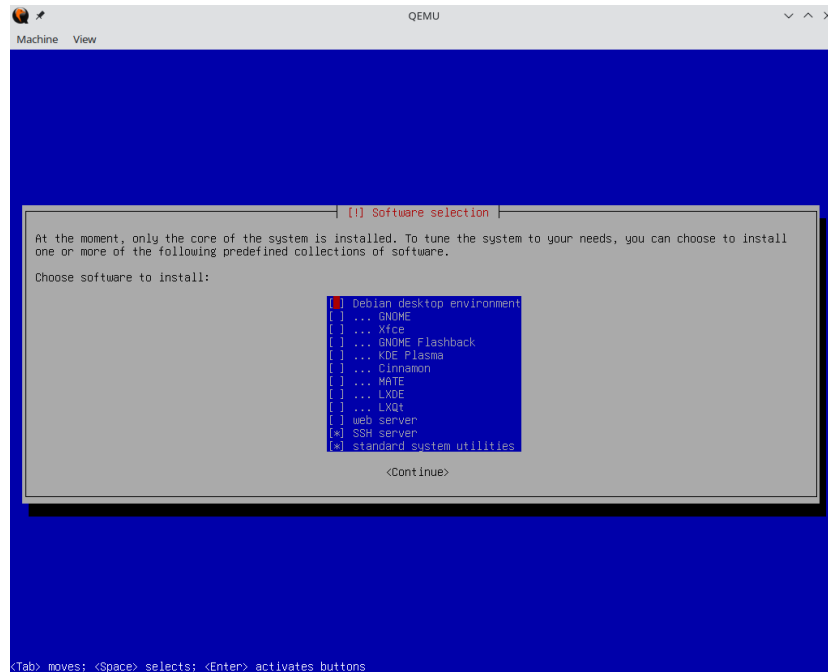 QEMU
Machine View
[!] Software selection
At the moment, only the core of the system is installed. To tune the system to your needs, you can choose to install
one or more of the following predefined collections of software.
Choose software to install:
[ ] Debian desktop environment
[ ] ... GNOME
[ ] ... Xfce
[ ] ... GNOME Flashback
[ ] ... KDE Plasma
[ ] ... Cinnamon
[ ] ... MATE
[ ] ... LXDE
[ ] ... LXQt
[ ] web server
[*] SSH server
[*] standard system utilities
<Continue>
<Tab> moves; <Space> selects; <Enter> activates buttons